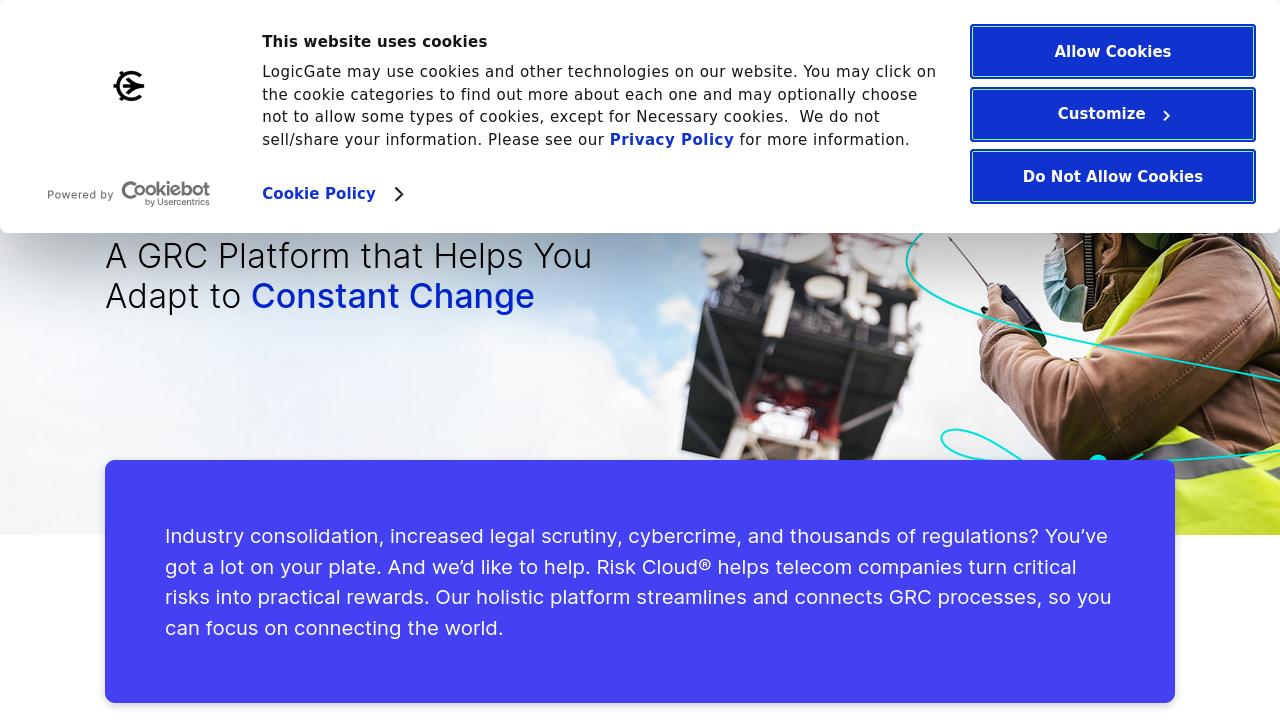 This website uses cookies
LogicGate may use cookies and other technologies on our website. You may click on
the cookie categories to find out more about each one and may optionally choose
not to allow some types of cookies, except for Necessary cookies.  We do not
sell/share your information. Please see our Privacy Policy for more information.
Cookie Policy
Powered by Cookiebot
by Usercentrics
Allow Cookies
Customize
Do Not Allow Cookies
A GRC Platform that Helps You
Adapt to Constant Change
Industry consolidation, increased legal scrutiny, cybercrime, and thousands of regulations? You’ve
got a lot on your plate. And we’d like to help. Risk Cloud® helps telecom companies turn critical
risks into practical rewards. Our holistic platform streamlines and connects GRC processes, so you
can focus on connecting the world.